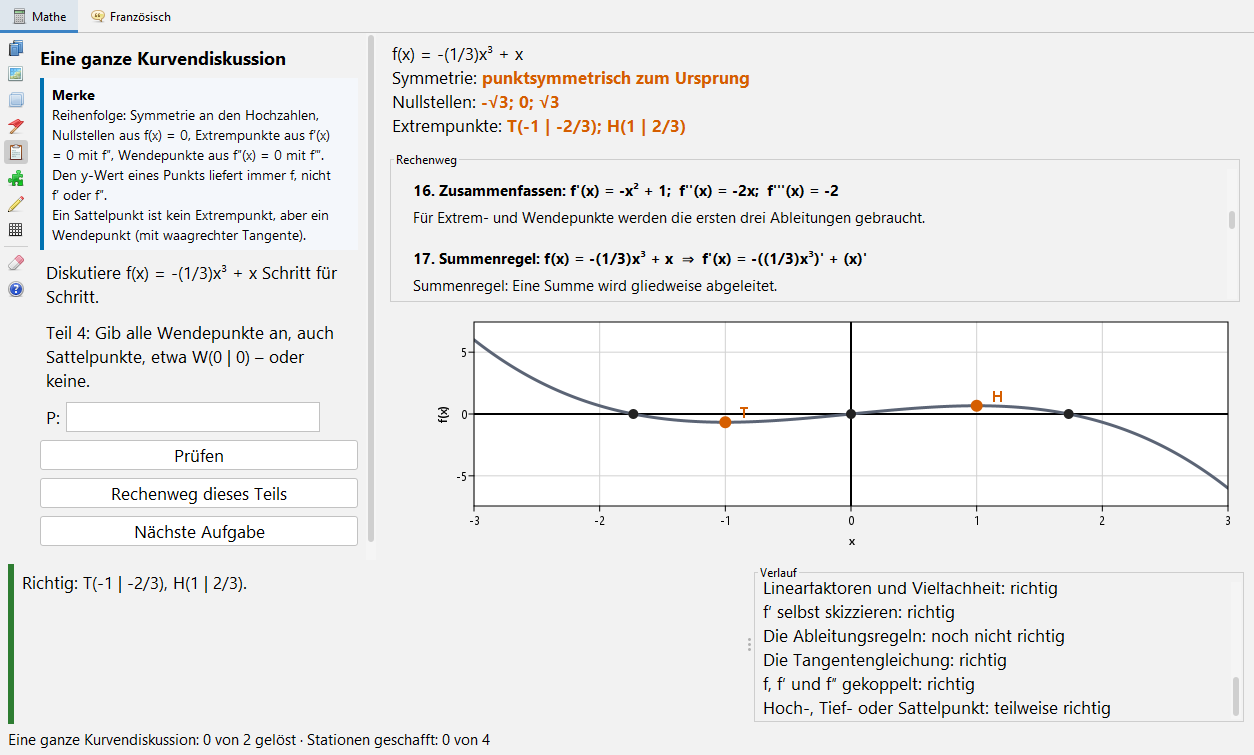 Mathe
Französisch
Eine ganze Kurvendiskussion
Merke
Reihenfolge: Symmetrie an den Hochzahlen,
Nullstellen aus f(x) = 0, Extrempunkte aus f'(x)
= 0 mit f'', Wendepunkte aus f''(x) = 0 mit f'''.
Den y-Wert eines Punkts liefert immer f, nicht
f' oder f''.
Ein Sattelpunkt ist kein Extrempunkt, aber ein
Wendepunkt (mit waagrechter Tangente).
Diskutiere f(x) = -(1/3)x³ + x Schritt für
Schritt.
Teil 4: Gib alle Wendepunkte an, auch
Sattelpunkte, etwa W(0 | 0) – oder
keine.
P:
Prüfen
Rechenweg dieses Teils
Nächste Aufgabe
f(x) = -(1/3)x³ + x
Symmetrie: punktsymmetrisch zum Ursprung
Nullstellen: -√3; 0; √3
Extrempunkte: T(-1 | -2/3); H(1 | 2/3)
Rechenweg
16. Zusammenfassen: f'(x) = -x² + 1; f''(x) = -2x; f'''(x) = -2
Für Extrem- und Wendepunkte werden die ersten drei Ableitungen gebraucht.
17. Summenregel: f(x) = -(1/3)x³ + x ⇒ f'(x) = -((1/3)x³)' + (x)'
Summenregel: Eine Summe wird gliedweise abgeleitet.
5
0
-5
f(x)
T
H
-3 -2 -1 0 1 2 3
x
Richtig: T(-1 | -2/3), H(1 | 2/3).
Verlauf
Linearfaktoren und Vielfachheit: richtig
f' selbst skizzieren: richtig
Die Ableitungsregeln: noch nicht richtig
Die Tangentengleichung: richtig
f, f' und f'' gekoppelt: richtig
Hoch-, Tief- oder Sattelpunkt: teilweise richtig
Eine ganze Kurvendiskussion: 0 von 2 gelöst · Stationen geschafft: 0 von 4